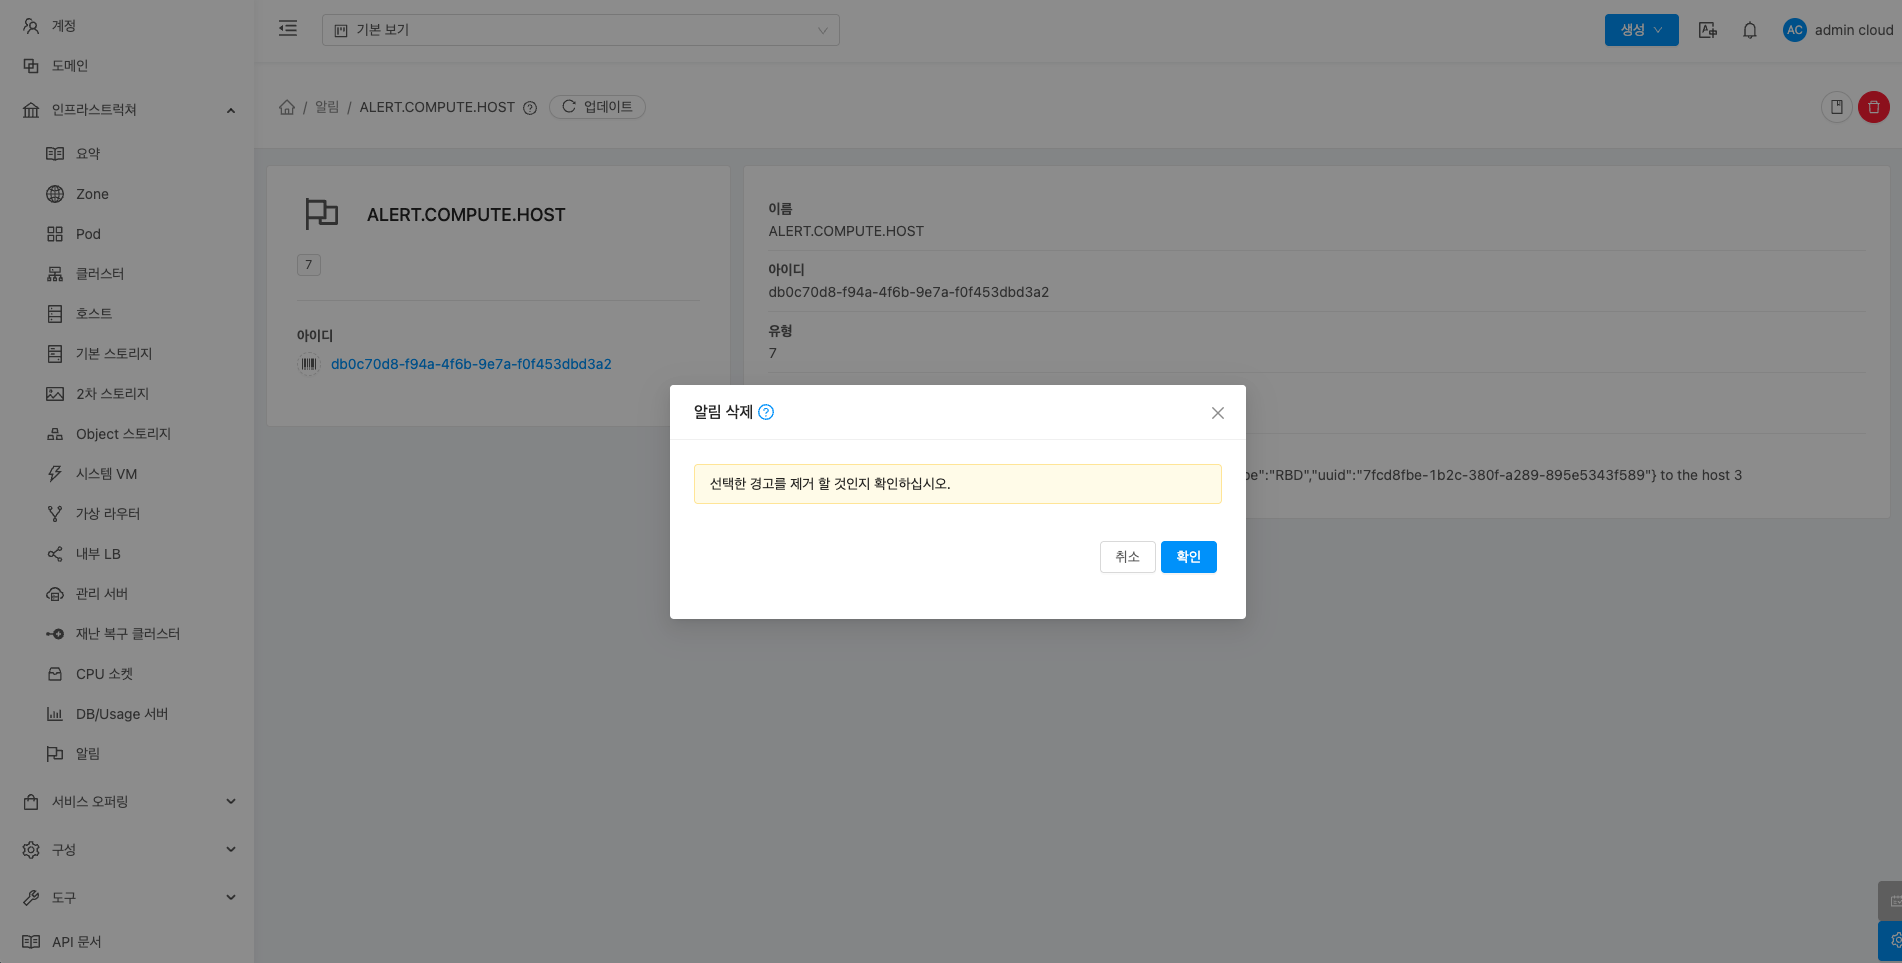 계정
도메인
인프라스트럭쳐
요약
Zone
Pod
클러스터
호스트
기본 스토리지
2차 스토리지
Object 스토리지
시스템 VM
가상 라우터
내부 LB
관리 서버
재난 복구 클러스터
CPU 소켓
DB/Usage 서버
알림
서비스 오퍼링
구성
도구
API 문서
기본 보기
생성
AC admin cloud
/ 알림 / ALERT.COMPUTE.HOST 업데이트
ALERT.COMPUTE.HOST
7
아이디
db0c70d8-f94a-4f6b-9e7a-f0f453dbd3a2
이름
ALERT.COMPUTE.HOST
아이디
db0c70d8-f94a-4f6b-9e7a-f0f453dbd3a2
유형
7
":"RBD","uuid":"7fcd8fbe-1b2c-380f-a289-895e5343f589"} to the host 3
알림 삭제
선택한 경고를 제거 할 것인지 확인하십시오.
취소
확인